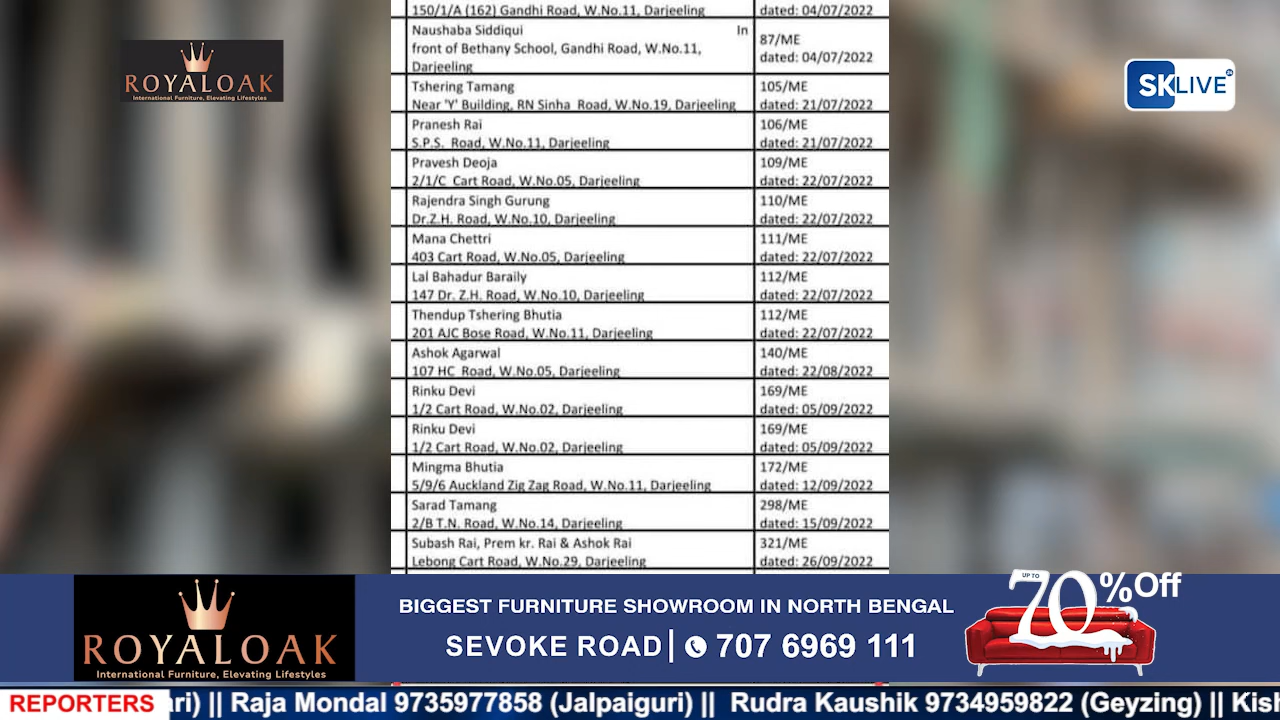 150/1/A (162) Gandhi Road, W.No.11, Darjeeling
dated: 04/07/2022
Naushaba Siddiqui In
front of Bethany School, Gandhi Road, W.No.11,
Darjeeling
87/ME
dated: 04/07/2022
Tshering Tamang
Near 'Y' Building, RN Sinha Road, W.No.19, Darjeeling
105/ME
dated: 21/07/2022
Pranesh Rai
S.P.S. Road, W.No.11, Darjeeling
106/ME
dated: 21/07/2022
Pravesh Deoja
2/1/C Cart Road, W.No.05, Darjeeling
109/ME
dated: 22/07/2022
Rajendra Singh Gurung
Dr.Z.H. Road, W.No.10, Darjeeling
110/ME
dated: 22/07/2022
Mana Chettri
403 Cart Road, W.No.05, Darjeeling
111/ME
dated: 22/07/2022
Lal Bahadur Baraily
147 Dr. Z.H. Road, W.No.10, Darjeeling
112/ME
dated: 22/07/2022
Thendup Tshering Bhutia
201 AJC Bose Road, W.No.11, Darjeeling
112/ME
dated: 22/07/2022
Ashok Agarwal
107 HC Road, W.No.05, Darjeeling
140/ME
dated: 22/08/2022
Rinku Devi
1/2 Cart Road, W.No.02, Darjeeling
169/ME
dated: 05/09/2022
Rinku Devi
1/2 Cart Road, W.No.02, Darjeeling
169/ME
dated: 05/09/2022
Mingma Bhutia
5/9/6 Auckland Zig Zag Road, W.No.11, Darjeeling
172/ME
dated: 12/09/2022
Sarad Tamang
2/B T.N. Road, W.No.14, Darjeeling
298/ME
dated: 15/09/2022
Subash Rai, Prem kr. Rai & Ashok Rai
Lebong Cart Road, W.No.29, Darjeeling
321/ME
dated: 26/09/2022
ROYALOAK
International Furniture, Elevating Lifestyles
SKLIVE
ROYALOAK
International Furniture, Elevating Lifestyles
BIGGEST FURNITURE SHOWROOM IN NORTH BENGAL
SEVOKE ROAD | 707 6969 111
UP TO
70%Off
REPORTERS
ri) || Raja Mondal 9735977858 (Jalpaiguri) || Rudra Kaushik 9734959822 (Geyzing) || Kish